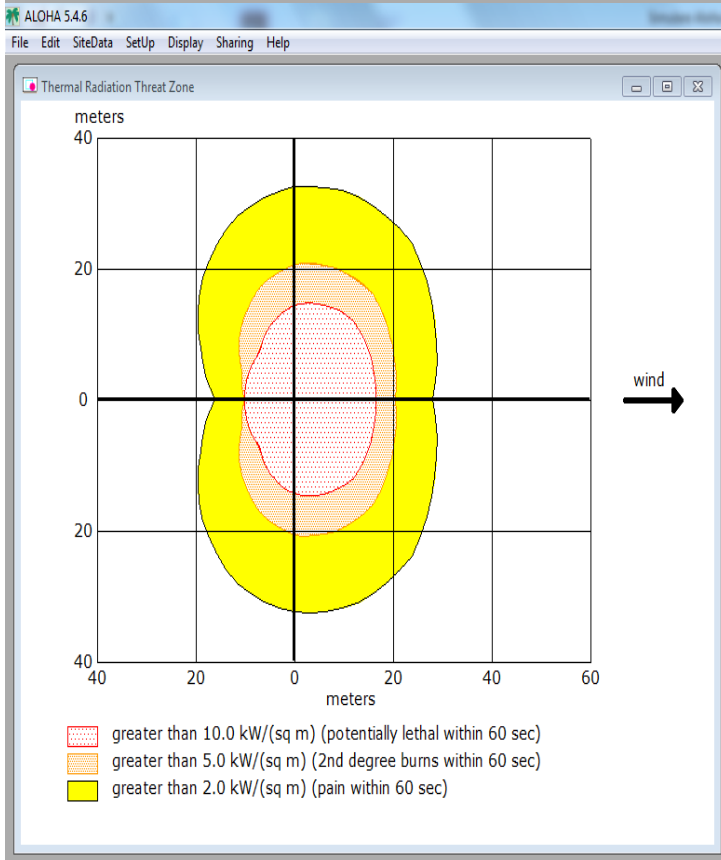 ALOHA 5.4.6
File Edit SiteData SetUp Display Sharing Help
Thermal Radiation Threat Zone
meters
40
20
0
20
40
40 20 0 20 40 60
meters
wind
greater than 10.0 kW/(sq m) (potentially lethal within 60 sec)
greater than 5.0 kW/(sq m) (2nd degree burns within 60 sec)
greater than 2.0 kW/(sq m) (pain within 60 sec)